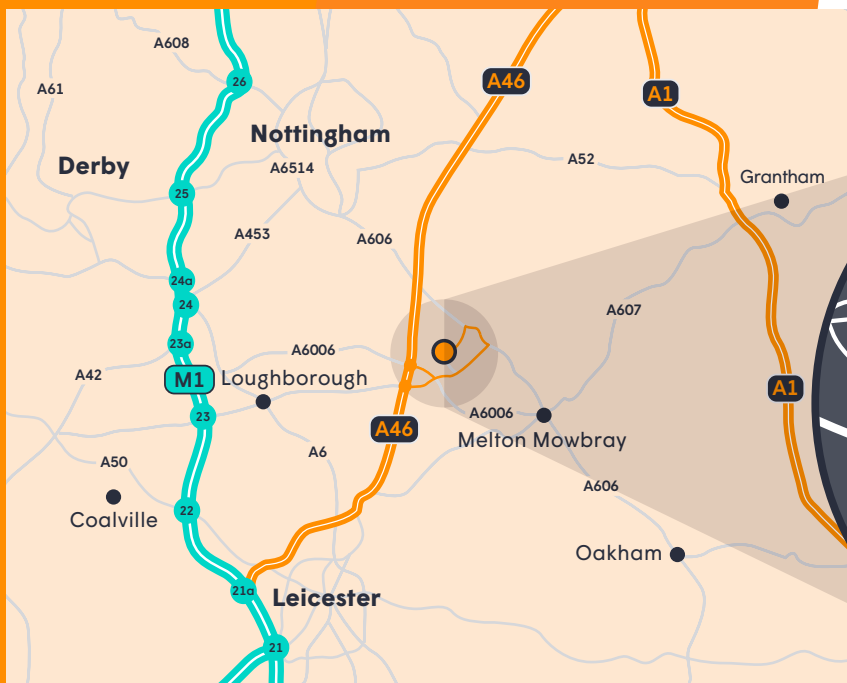 A608
26
A46
A61
A1
Nottingham
Derby
A52
A6514
Grantham
25
A453
A606
24a
24
A607
23a
A6006
A42
M1
Loughborough
A1
23
A6006
A46
Melton Mowbray
A6
A50
A606
Coalville
22
Oakham
21a
Leicester
21